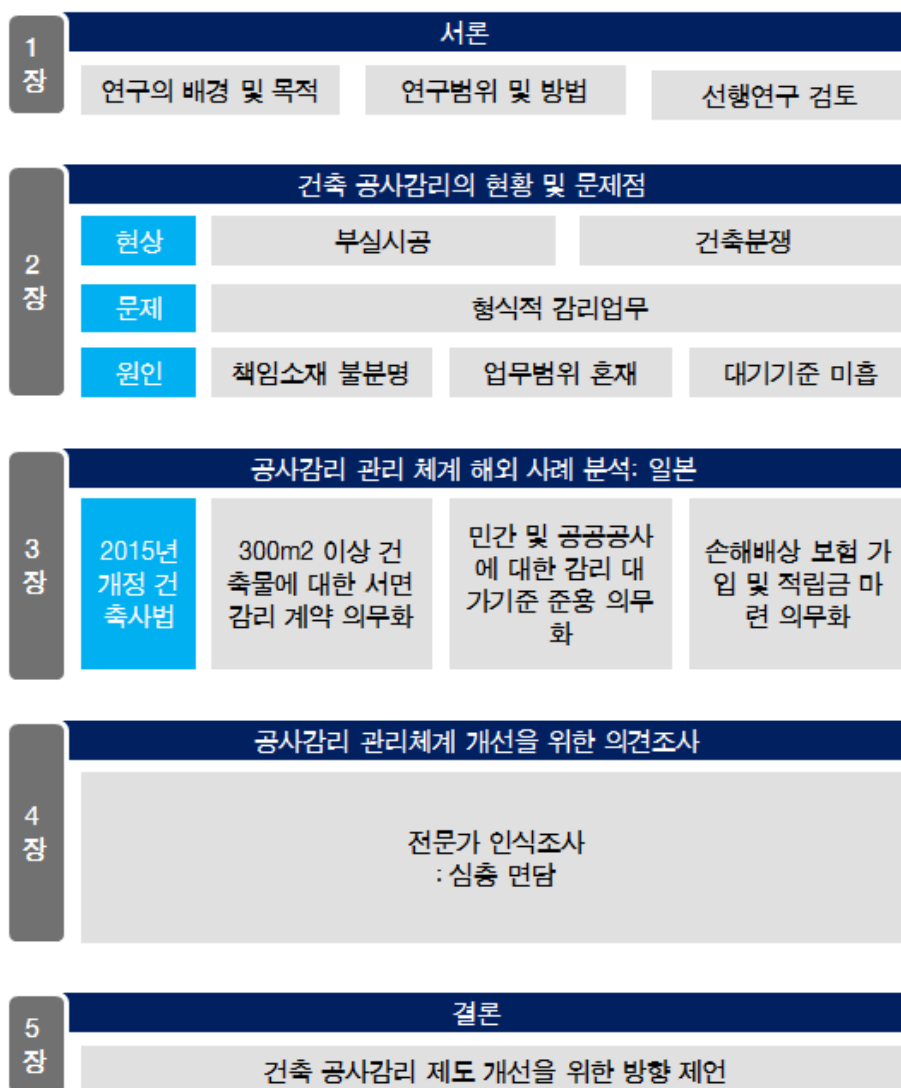 1
장
서론
연구의 배경 및 목적
연구범위 및 방법
선행연구 검토
2
장
건축 공사감리의 현황 및 문제점
현상
부실시공
건축분쟁
문제
형식적 감리업무
원인
책임소재 불분명
업무범위 혼재
대기기준 미흡
3
장
공사감리 관리 체계 해외 사례 분석: 일본
2015년
개정 건
축사법
300m2 이상 건
축물에 대한 서면
감리 계약 의무화
민간 및 공공공사
에 대한 감리 대
가기준 준용 의무
화
손해배상 보험 가
입 및 적립금 마
련 의무화
4
장
공사감리 관리체계 개선을 위한 의견조사
전문가 인식조사
: 심층 면담
5
장
결론
건축 공사감리 제도 개선을 위한 방향 제언